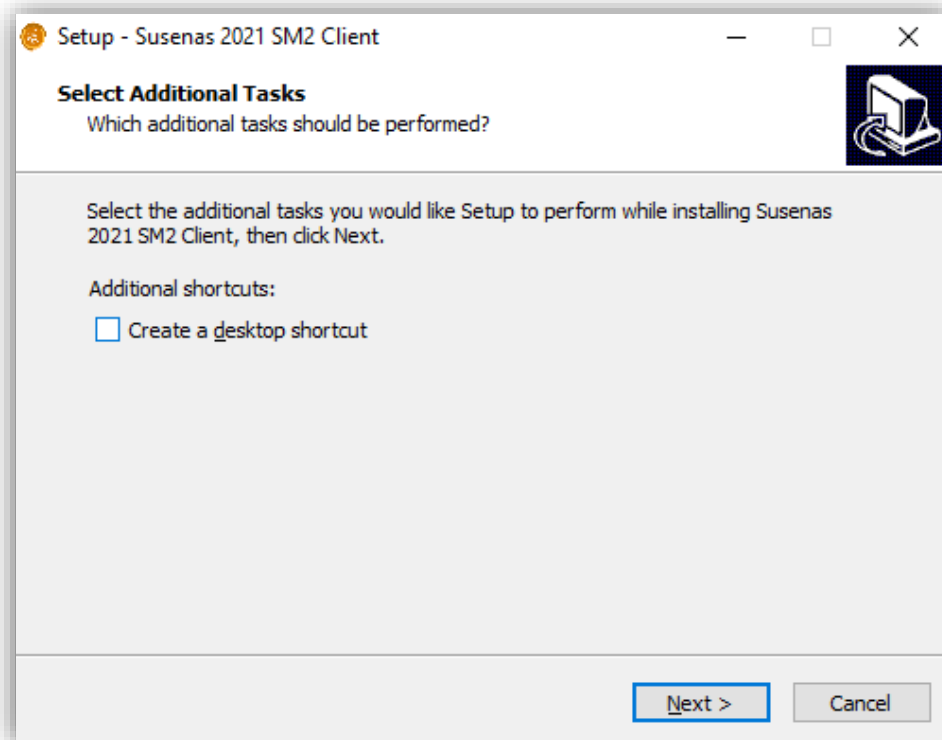 Setup - Susenas 2021 SM2 Client
Select Additional Tasks
Which additional tasks should be performed?
Select the additional tasks you would like Setup to perform while installing Susenas
2021 SM2 Client, then click Next.
Additional shortcuts:
Create a desktop shortcut
Next >
Cancel